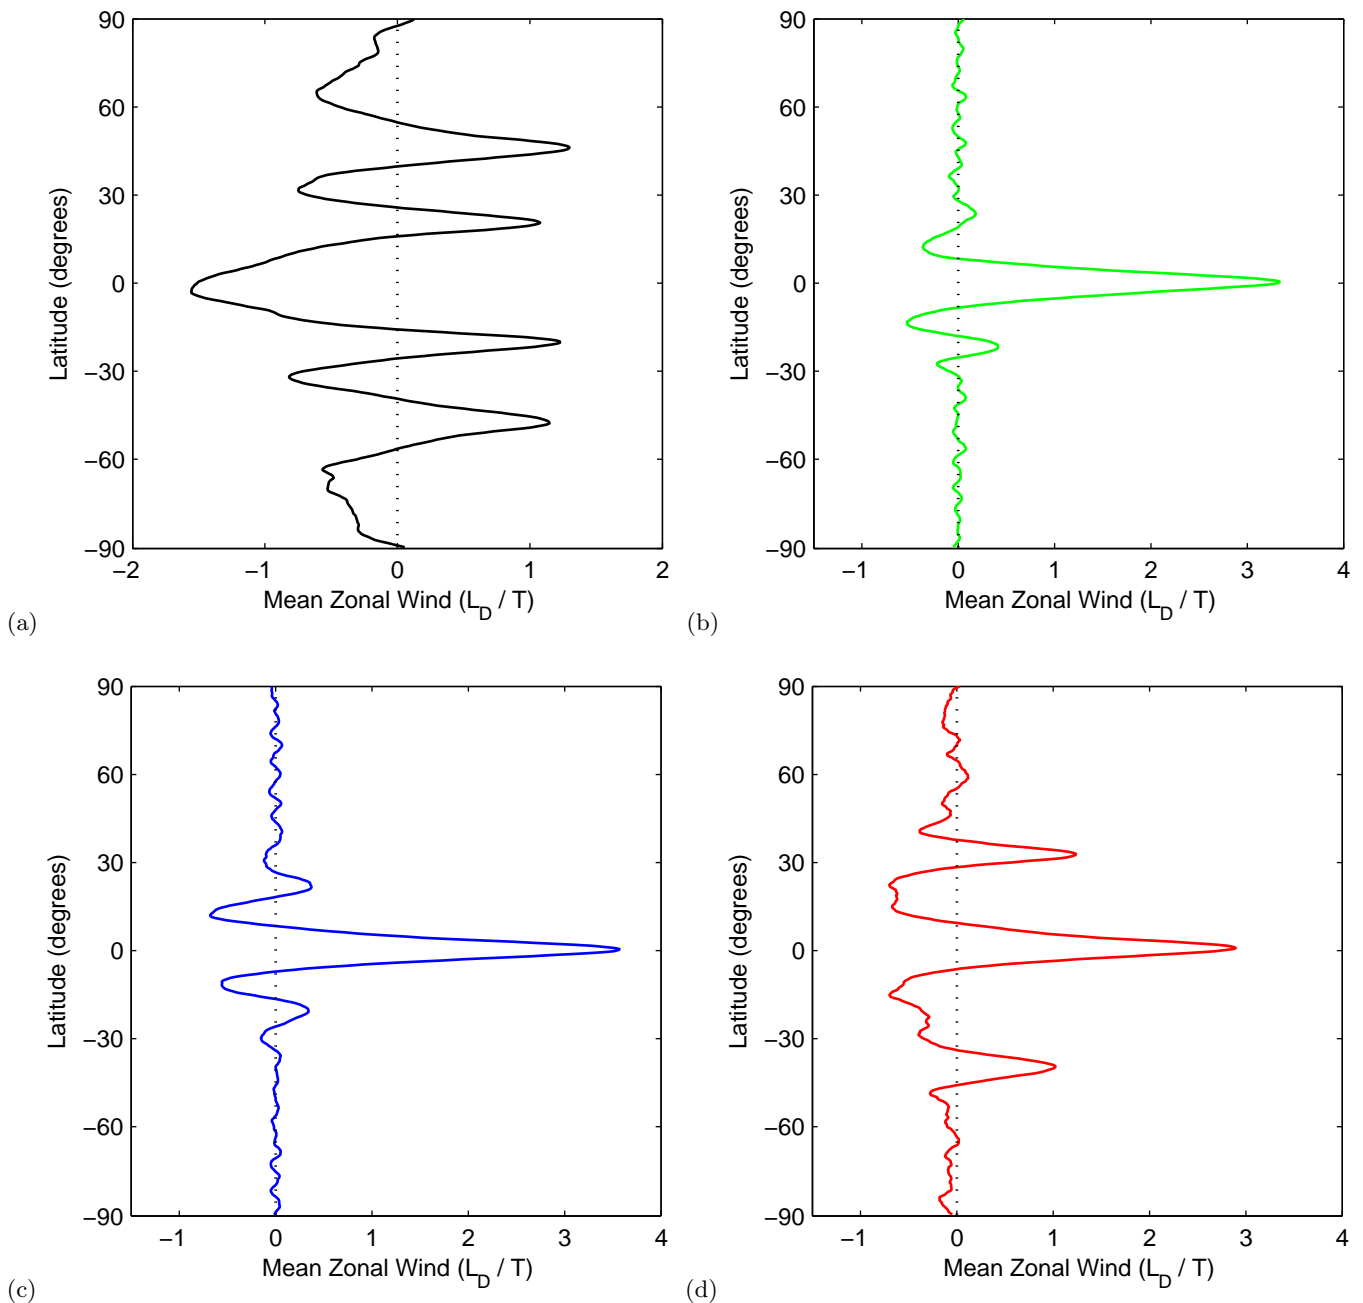 90
60
30
0
−30
−60
−90
Latitude (degrees)
−2 −1 0 1 2
Mean Zonal Wind (L_D / T)
(a)
90
60
30
0
−30
−60
−90
Latitude (degrees)
−1 0 1 2 3 4
Mean Zonal Wind (L_D / T)
(b)
90
60
30
0
−30
−60
−90
Latitude (degrees)
−1 0 1 2 3 4
Mean Zonal Wind (L_D / T)
(c)
90
60
30
0
−30
−60
−90
Latitude (degrees)
−1 0 1 2 3 4
Mean Zonal Wind (L_D / T)
(d)